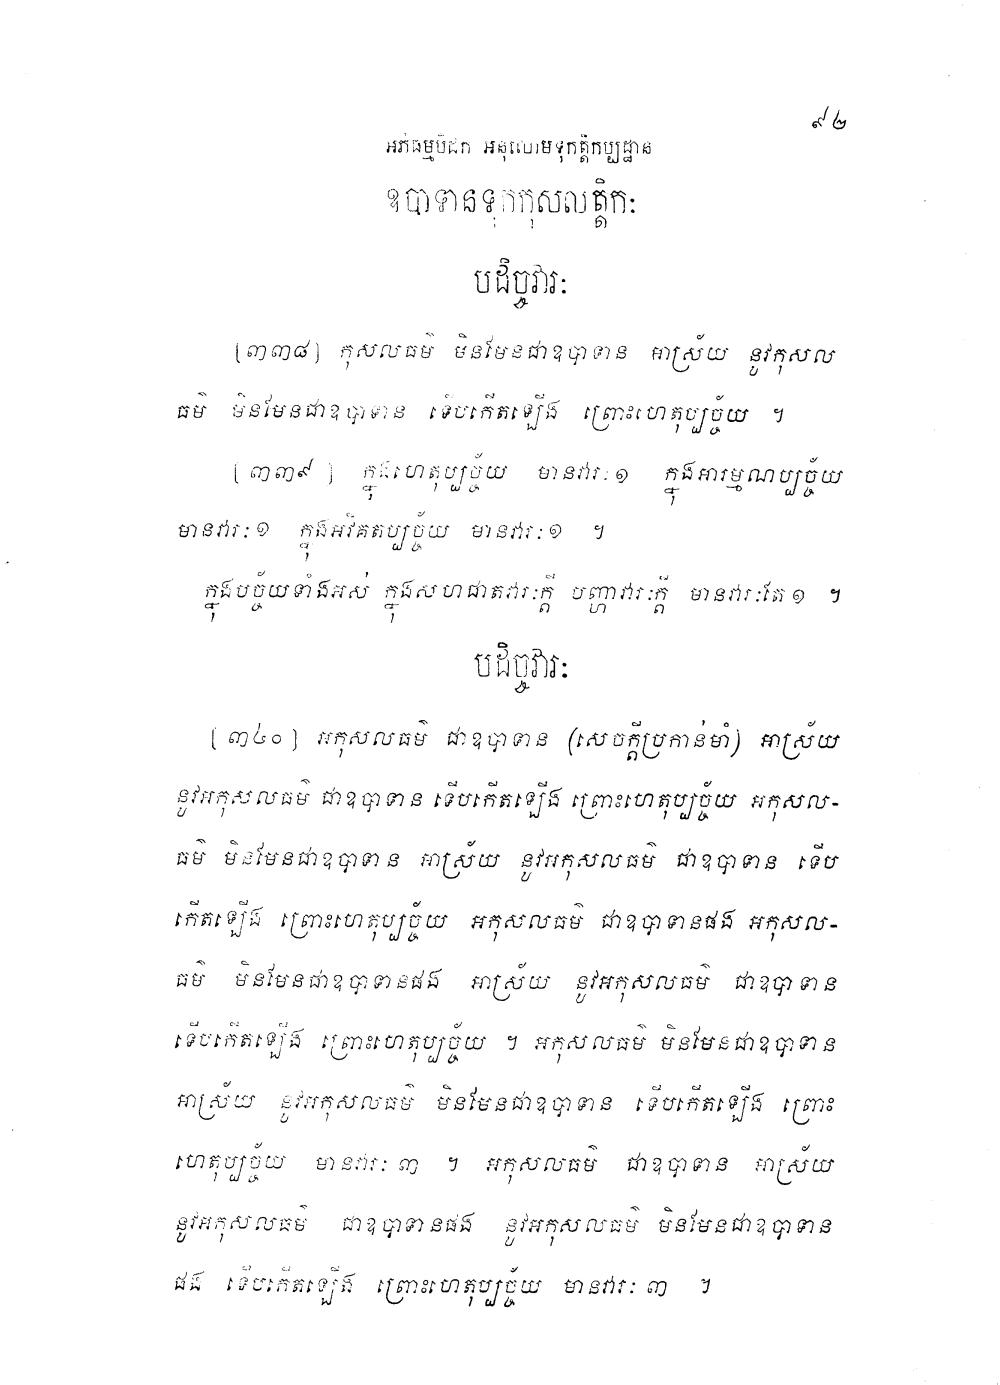 ៩២
អភិធម្មបិដក អនុលោមទុកត្តិកប្បដ្ឋាន
ឧបាទានទុកកុសលត្តិកៈ
បដិច្ចវារៈ
[៣៣៨] កុសលធម៌ មិនមែនជាឧបាទាន អាស្រ័យ នូវកុសល
ធម៌ មិនមែនជាឧបាទាន ទើបកើតឡើង ព្រោះហេតុប្បច្ច័យ ។
[៣៣៩] ក្នុងហេតុប្បច្ច័យ មានវារៈ១ ក្នុងអារម្មណប្បច្ច័យ
មានវារៈ១ ក្នុងអវិគតប្បច្ច័យ មានវារៈ១ ។
ក្នុងបច្ច័យទាំងអស់ ក្នុងសហជាតវារៈក្តី បញ្ហាវារៈក្តី មានវារៈតែ១ ។
បដិច្ចវារៈ
[៣៤០] អកុសលធម៌ ជាឧបាទាន (សេចក្តីប្រកាន់មាំ) អាស្រ័យ
នូវអកុសលធម៌ ជាឧបាទាន ទើបកើតឡើង ព្រោះហេតុប្បច្ច័យ អកុសល-
ធម៌ មិនមែនជាឧបាទាន អាស្រ័យ នូវអកុសលធម៌ ជាឧបាទាន ទើប
កើតឡើង ព្រោះហេតុប្បច្ច័យ អកុសលធម៌ ជាឧបាទានផង អកុសល-
ធម៌ មិនមែនជាឧបាទានផង អាស្រ័យ នូវអកុសលធម៌ ជាឧបាទាន
ទើបកើតឡើង ព្រោះហេតុប្បច្ច័យ ។ អកុសលធម៌ មិនមែនជាឧបាទាន
អាស្រ័យ នូវអកុសលធម៌ មិនមែនជាឧបាទាន ទើបកើតឡើង ព្រោះ
ហេតុប្បច្ច័យ មានវារៈ ៣ ។ អកុសលធម៌ ជាឧបាទាន អាស្រ័យ
នូវអកុសលធម៌ ជាឧបាទានផង នូវអកុសលធម៌ មិនមែនជាឧបាទាន
ផង ទើបកើតឡើង ព្រោះហេតុប្បច្ច័យ មានវារៈ ៣ ។